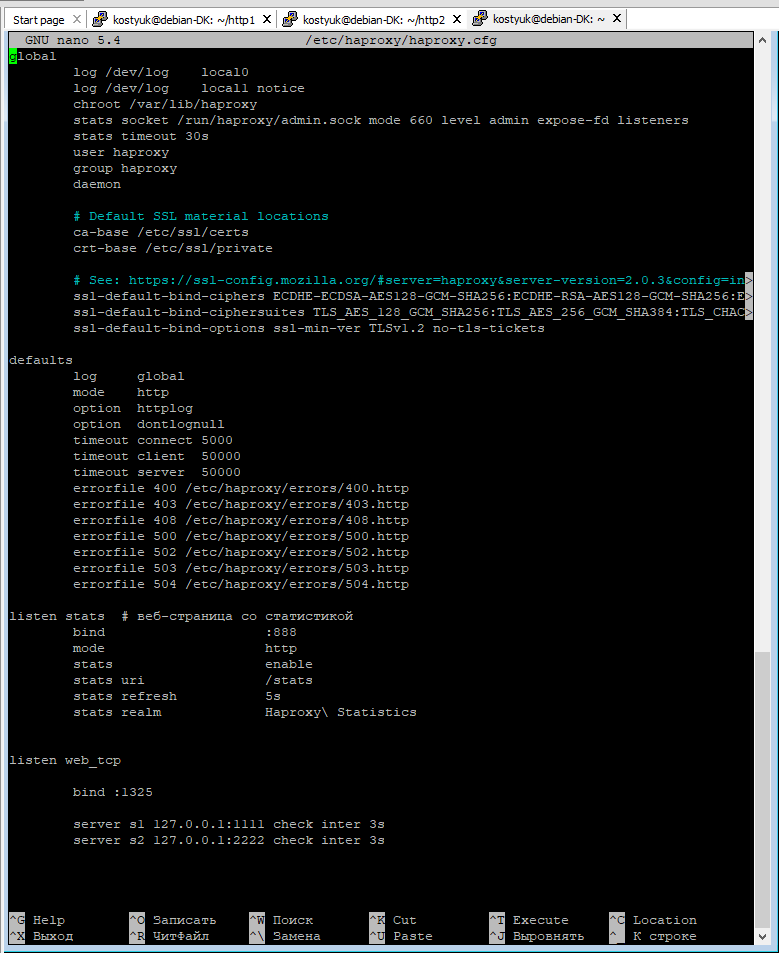 Start page
kostyuk@debian-DK: ~/http1
kostyuk@debian-DK: ~/http2
kostyuk@debian-DK: ~
GNU nano 5.4 /etc/haproxy/haproxy.cfg
global
log /dev/log local0
log /dev/log local1 notice
chroot /var/lib/haproxy
stats socket /run/haproxy/admin.sock mode 660 level admin expose-fd listeners
stats timeout 30s
user haproxy
group haproxy
daemon
# Default SSL material locations
ca-base /etc/ssl/certs
crt-base /etc/ssl/private
# See: https://ssl-config.mozilla.org/#server=haproxy&server-version=2.0.3&config=in>
ssl-default-bind-ciphers ECDHE-ECDSA-AES128-GCM-SHA256:ECDHE-RSA-AES128-GCM-SHA256:E>
ssl-default-bind-ciphersuites TLS_AES_128_GCM_SHA256:TLS_AES_256_GCM_SHA384:TLS_CHAC>
ssl-default-bind-options ssl-min-ver TLSv1.2 no-tls-tickets
defaults
log global
mode http
option httplog
option dontlognull
timeout connect 5000
timeout client 50000
timeout server 50000
errorfile 400 /etc/haproxy/errors/400.http
errorfile 403 /etc/haproxy/errors/403.http
errorfile 408 /etc/haproxy/errors/408.http
errorfile 500 /etc/haproxy/errors/500.http
errorfile 502 /etc/haproxy/errors/502.http
errorfile 503 /etc/haproxy/errors/503.http
errorfile 504 /etc/haproxy/errors/504.http
listen stats # веб-страница со статистикой
bind :888
mode http
stats enable
stats uri /stats
stats refresh 5s
stats realm Haproxy\ Statistics
listen web_tcp
bind :1325
server s1 127.0.0.1:1111 check inter 3s
server s2 127.0.0.1:2222 check inter 3s
^G Help ^O Записать ^W Поиск ^K Cut ^T Execute ^C Location
^X Выход ^R ЧитФайл ^\ Замена ^U Paste ^J Выровнять ^_ К строке